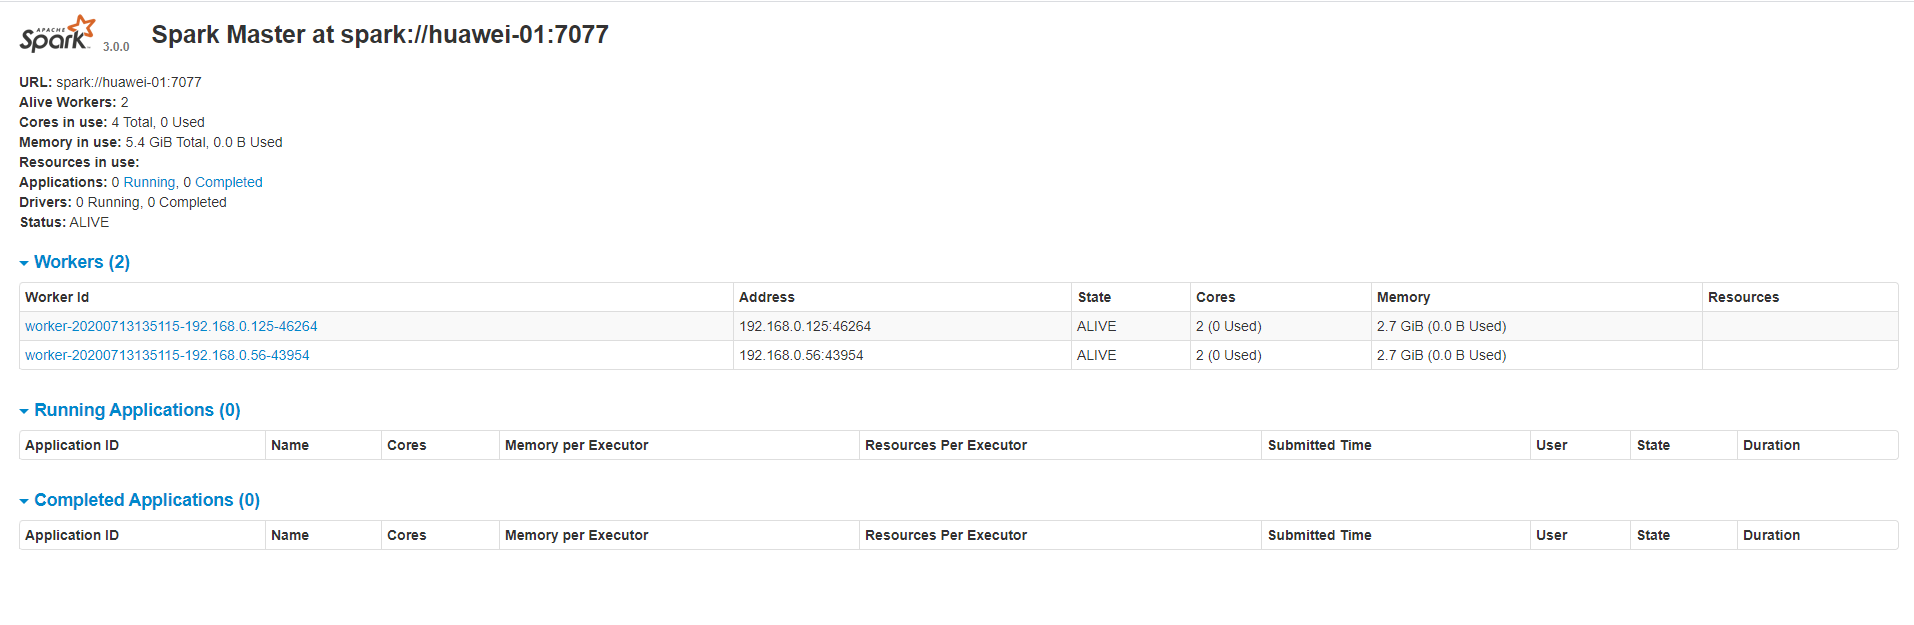 APACHE
Spark 3.0.0 Spark Master at spark://huawei-01:7077
URL: spark://huawei-01:7077
Alive Workers: 2
Cores in use: 4 Total, 0 Used
Memory in use: 5.4 GiB Total, 0.0 B Used
Resources in use:
Applications: 0 Running, 0 Completed
Drivers: 0 Running, 0 Completed
Status: ALIVE
Workers (2)
Worker Id Address State Cores Memory Resources
worker-20200713135115-192.168.0.125-46264 192.168.0.125:46264 ALIVE 2 (0 Used) 2.7 GiB (0.0 B Used)
worker-20200713135115-192.168.0.56-43954 192.168.0.56:43954 ALIVE 2 (0 Used) 2.7 GiB (0.0 B Used)
Running Applications (0)
Application ID Name Cores Memory per Executor Resources Per Executor Submitted Time User State Duration
Completed Applications (0)
Application ID Name Cores Memory per Executor Resources Per Executor Submitted Time User State Duration